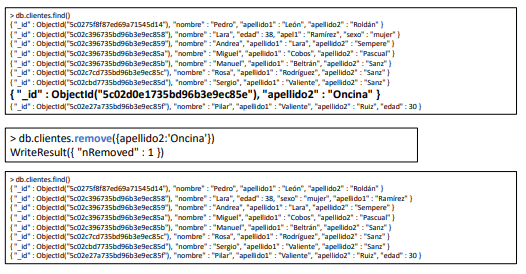 > db.clientes.find()
{ "_id" : ObjectId("5c0275f8f87ed69a71545d14"), "nombre" : "Pedro", "apellido1" : "León", "apellido2" : "Roldán" }
{ "_id" : ObjectId("5c02c396735bd96b3e9ec858"), "nombre" : "Lara", "edad" : 38, "apel1" : "Ramírez", "sexo" : "mujer" }
{ "_id" : ObjectId("5c02c396735bd96b3e9ec859"), "nombre" : "Andrea", "apellido1" : "Lara", "apellido2" : "Sempere" }
{ "_id" : ObjectId("5c02c396735bd96b3e9ec85a"), "nombre" : "Miguel", "apellido1" : "Cobos", "apellido2" : "Pascual" }
{ "_id" : ObjectId("5c02c396735bd96b3e9ec85b"), "nombre" : "Manuel", "apellido1" : "Beltrán", "apellido2" : "Sanz" }
{ "_id" : ObjectId("5c02c7cd735bd96b3e9ec85c"), "nombre" : "Rosa", "apellido1" : "Rodríguez", "apellido2" : "Sanz" }
{ "_id" : ObjectId("5c02cbd7735bd96b3e9ec85d"), "nombre" : "Sergio", "apellido1" : "Valiente", "apellido2" : "Sanz" }
{ "_id" : ObjectId("5c02d0e1735bd96b3e9ec85e"), "apellido2" : "Oncina" }
{ "_id" : ObjectId("5c02e27a735bd96b3e9ec85f"), "nombre" : "Pilar", "apellido1" : "Valiente", "apellido2" : "Ruiz", "edad" : 30 }
> db.clientes.remove({apellido2:'Oncina'})
WriteResult({ "nRemoved" : 1 })
> db.clientes.find()
{ "_id" : ObjectId("5c0275f8f87ed69a71545d14"), "nombre" : "Pedro", "apellido1" : "León", "apellido2" : "Roldán" }
{ "_id" : ObjectId("5c02c396735bd96b3e9ec858"), "nombre" : "Lara", "edad" : 38, "sexo" : "mujer", "apellido1" : "Ramírez" }
{ "_id" : ObjectId("5c02c396735bd96b3e9ec859"), "nombre" : "Andrea", "apellido1" : "Lara", "apellido2" : "Sempere" }
{ "_id" : ObjectId("5c02c396735bd96b3e9ec85a"), "nombre" : "Miguel", "apellido1" : "Cobos", "apellido2" : "Pascual" }
{ "_id" : ObjectId("5c02c396735bd96b3e9ec85b"), "nombre" : "Manuel", "apellido1" : "Beltrán", "apellido2" : "Sanz" }
{ "_id" : ObjectId("5c02c7cd735bd96b3e9ec85c"), "nombre" : "Rosa", "apellido1" : "Rodríguez", "apellido2" : "Sanz" }
{ "_id" : ObjectId("5c02cbd7735bd96b3e9ec85d"), "nombre" : "Sergio", "apellido1" : "Valiente", "apellido2" : "Sanz" }
{ "_id" : ObjectId("5c02e27a735bd96b3e9ec85f"), "nombre" : "Pilar", "apellido1" : "Valiente", "apellido2" : "Ruiz", "edad" : 30 }